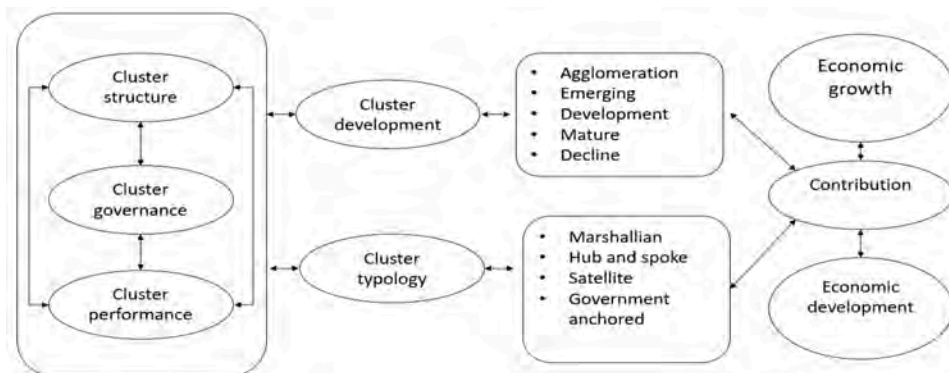 Cluster
structure
Cluster
governance
Cluster
performance
Cluster
development
Cluster
typology
• Agglomeration
• Emerging
• Development
• Mature
• Decline
• Marshallian
• Hub and spoke
• Satellite
• Government
anchored
Economic
growth
Contribution
Economic
development